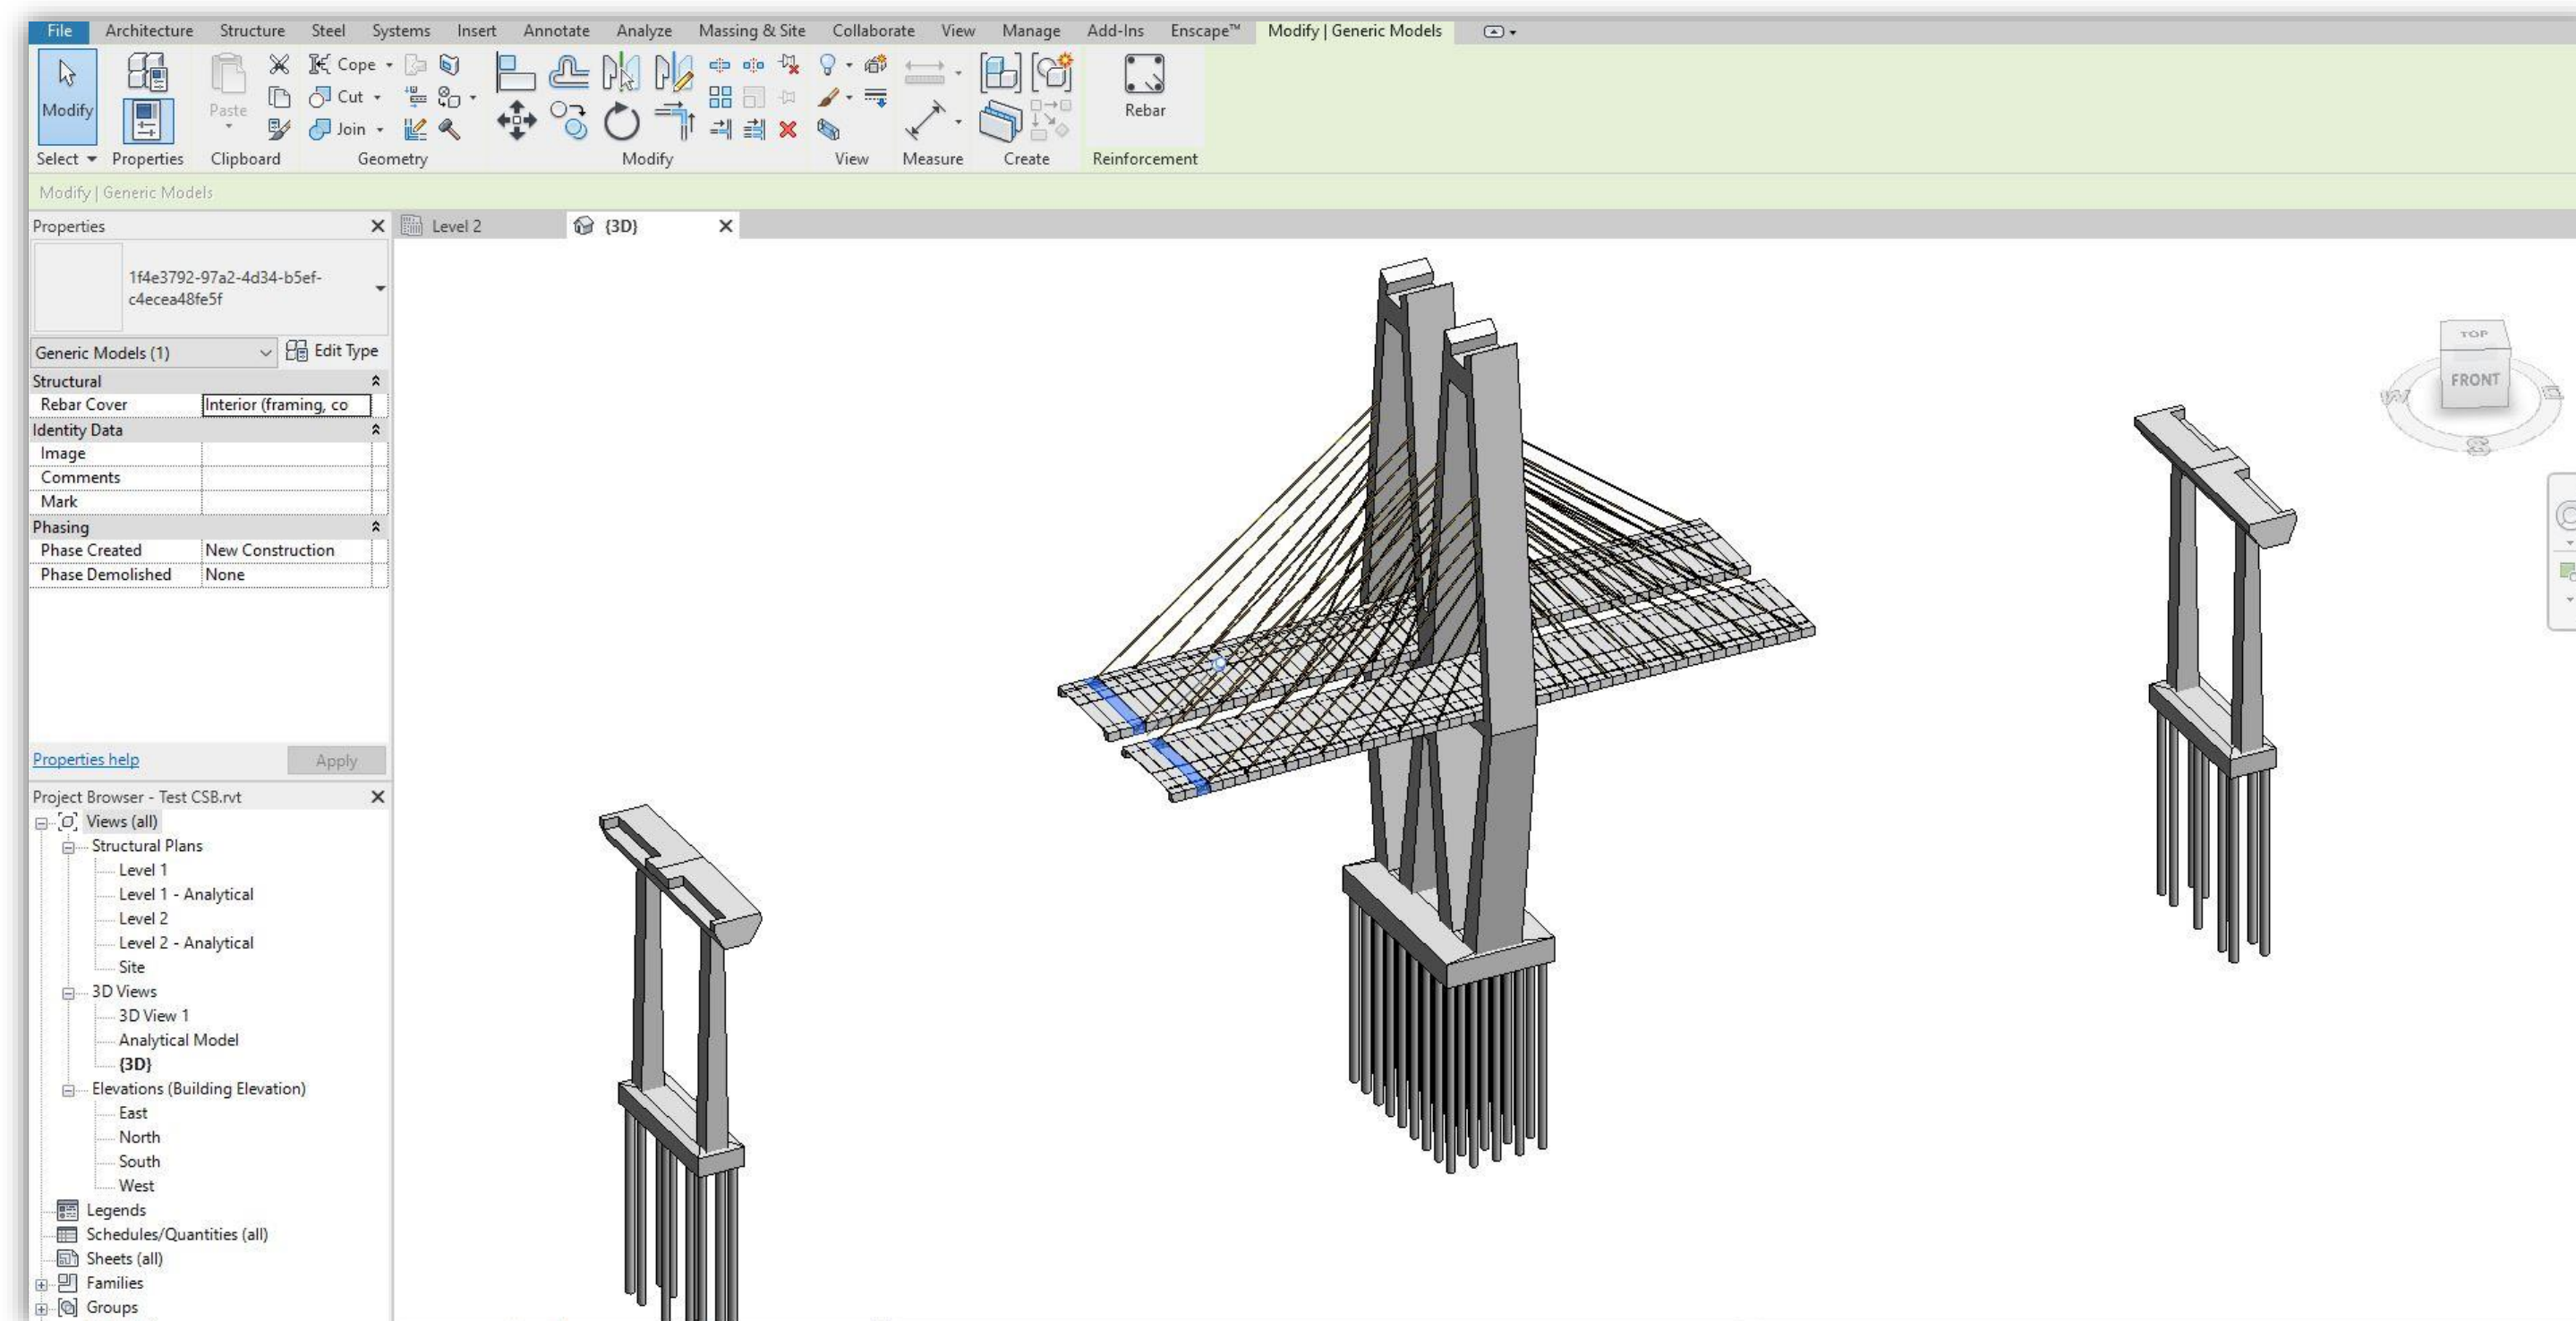 File Architecture Structure Steel Systems Insert Annotate Analyze Massing & Site Collaborate View Manage Add-Ins Enscape™ Modify | Generic Models
Modify Paste Cope Cut Join Rebar
Select Properties Clipboard Geometry Modify View Measure Create Reinforcement
Modify | Generic Models
Properties
Level 2 {3D}
1f4e3792-97a2-4d34-b5ef-
c4ecea48fe5f
Generic Models (1) Edit Type
Structural
Rebar Cover Interior (framing, co
Identity Data
Image
Comments
Mark
Phasing
Phase Created New Construction
Phase Demolished None
Properties help Apply
Project Browser - Test CSB.rvt
Views (all)
Structural Plans
Level 1
Level 1 - Analytical
Level 2
Level 2 - Analytical
Site
3D Views
3D View 1
Analytical Model
{3D}
Elevations (Building Elevation)
East
North
South
West
Legends
Schedules/Quantities (all)
Sheets (all)
Families
Groups
TOP
FRONT
W E
S